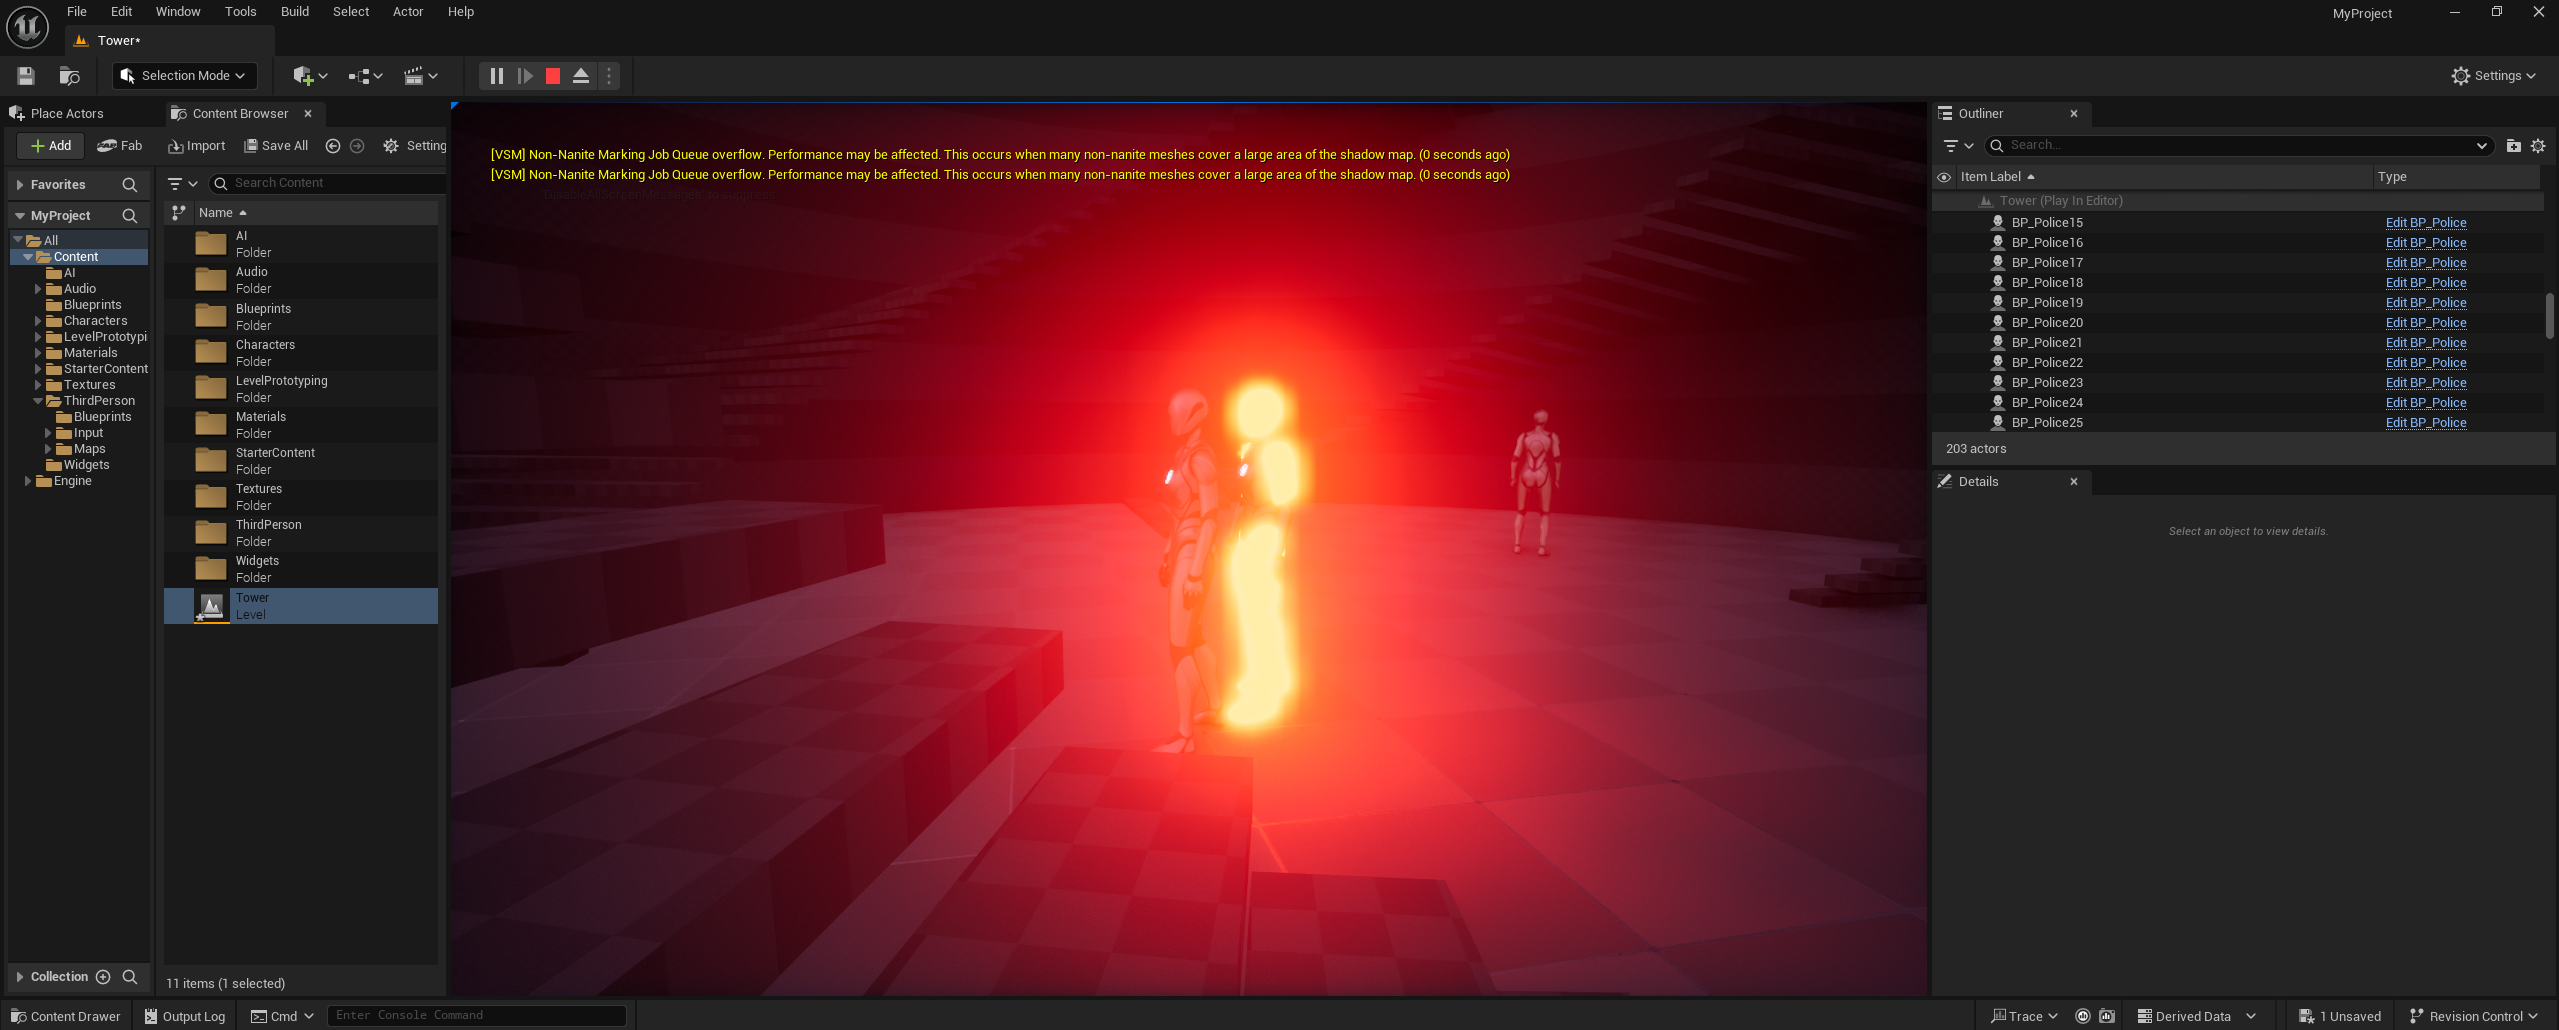 File Edit Window Tools Build Select Actor Help
MyProject
Tower*
Selection Mode
Settings
Place Actors
Content Browser
Add Fab Import Save All Setting
Favorites
Search Content
MyProject
Name
All
Content
AI
Audio
Blueprints
Characters
LevelPrototypi
Materials
StarterContent
Textures
ThirdPerson
Blueprints
Input
Maps
Widgets
Engine
AI
Folder
Audio
Folder
Blueprints
Folder
Characters
Folder
LevelPrototyping
Folder
Materials
Folder
StarterContent
Folder
Textures
Folder
ThirdPerson
Folder
Widgets
Folder
Tower
Level
Collection
11 items (1 selected)
[VSM] Non-Nanite Marking Job Queue overflow. Performance may be affected. This occurs when many non-nanite meshes cover a large area of the shadow map. (0 seconds ago)
[VSM] Non-Nanite Marking Job Queue overflow. Performance may be affected. This occurs when many non-nanite meshes cover a large area of the shadow map. (0 seconds ago)
'DisableAllScreenMessages' to suppress
Outliner
Search...
Item Label Type
Tower (Play In Editor)
BP_Police15 Edit BP_Police
BP_Police16 Edit BP_Police
BP_Police17 Edit BP_Police
BP_Police18 Edit BP_Police
BP_Police19 Edit BP_Police
BP_Police20 Edit BP_Police
BP_Police21 Edit BP_Police
BP_Police22 Edit BP_Police
BP_Police23 Edit BP_Police
BP_Police24 Edit BP_Police
BP_Police25 Edit BP_Police
203 actors
Details
Select an object to view details.
Content Drawer Output Log Cmd Enter Console Command
Trace Derived Data 1 Unsaved Revision Control